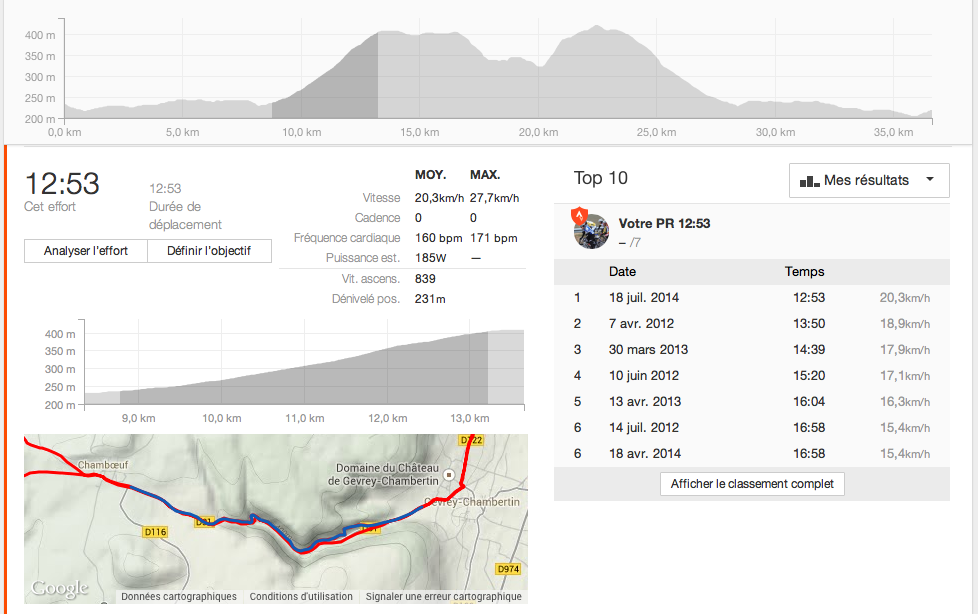 400 m
350 m
300 m
250 m
200 m
0,0 km 5,0 km 10,0 km 15,0 km 20,0 km 25,0 km 30,0 km 35,0 km
12:53
Cet effort
12:53
Durée de
déplacement
Analyser l'effort Définir l'objectif
MOY. MAX.
Vitesse 20,3km/h 27,7km/h
Cadence 0 0
Fréquence cardiaque 160 bpm 171 bpm
Puissance est. 185W —
Vit. ascens. 839
Dénivelé pos. 231m
400 m
350 m
300 m
250 m
200 m
9,0 km 10,0 km 11,0 km 12,0 km 13,0 km
D122
Chambœuf
Domaine du Château
de Gevrey-Chambertin
Gevrey-Chambertin
D31
D31
D116
D974
Google
Données cartographiques Conditions d'utilisation Signaler une erreur cartographique
Top 10
Mes résultats
Votre PR 12:53
– /7
Date Temps
1 18 juil. 2014 12:53 20,3km/h
2 7 avr. 2012 13:50 18,9km/h
3 30 mars 2013 14:39 17,9km/h
4 10 juin 2012 15:20 17,1km/h
5 13 avr. 2013 16:04 16,3km/h
6 14 juil. 2012 16:58 15,4km/h
6 18 avr. 2014 16:58 15,4km/h
Afficher le classement complet